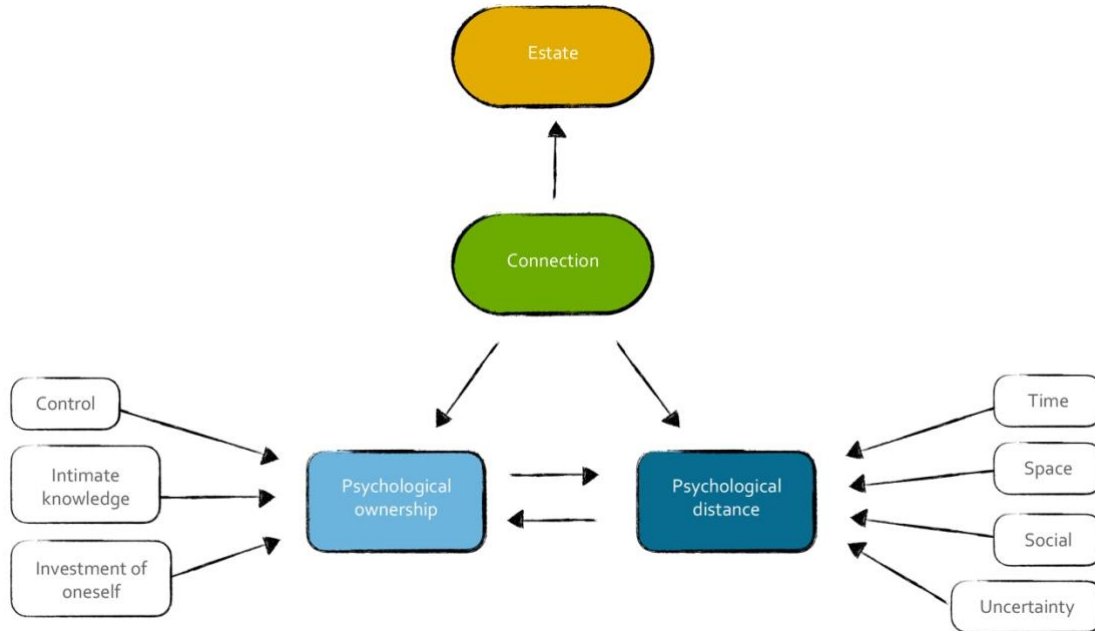 Estate
Connection
Control
Intimate
knowledge
Investment of
oneself
Psychological
ownership
Psychological
distance
Time
Space
Social
Uncertainty